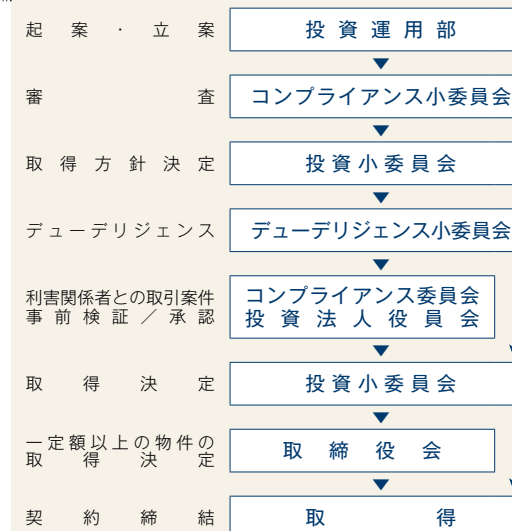 起案・立案
投資運用部
審査
コンプライアンス小委員会
取得方針決定
投資小委員会
デューデリジェンス
デューデリジェンス小委員会
利害関係者との取引案件
事前検証／承認
コンプライアンス委員会
投資法人役員会
取得決定
投資小委員会
一定額以上の物件の
取得決定
取締役会
契約締結
取得